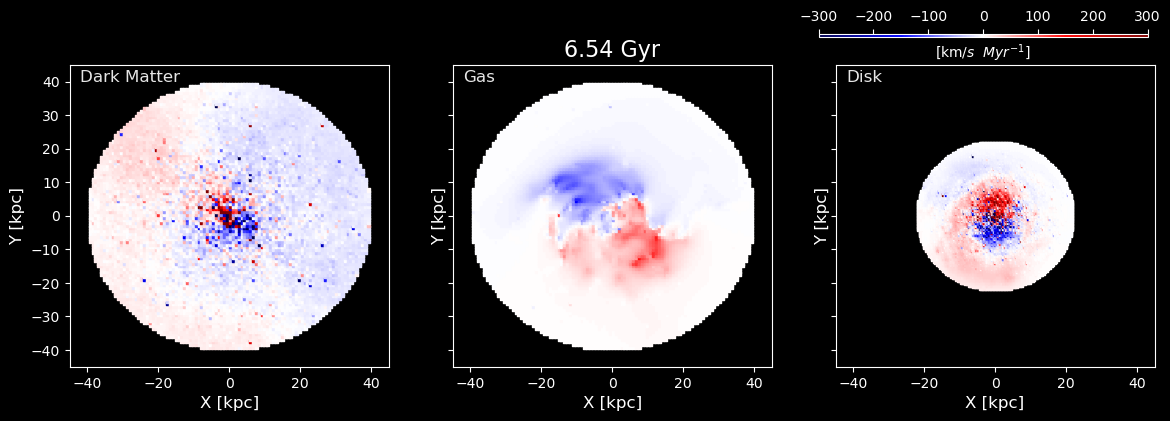 −300 −200 −100 0 100 200 300
[km/s Myr⁻¹]
6.54 Gyr
Dark Matter
Gas
Disk
40
30
20
10
0
−10
−20
−30
−40
Y [kpc]
Y [kpc]
Y [kpc]
−40 −20 0 20 40
−40 −20 0 20 40
−40 −20 0 20 40
X [kpc]
X [kpc]
X [kpc]